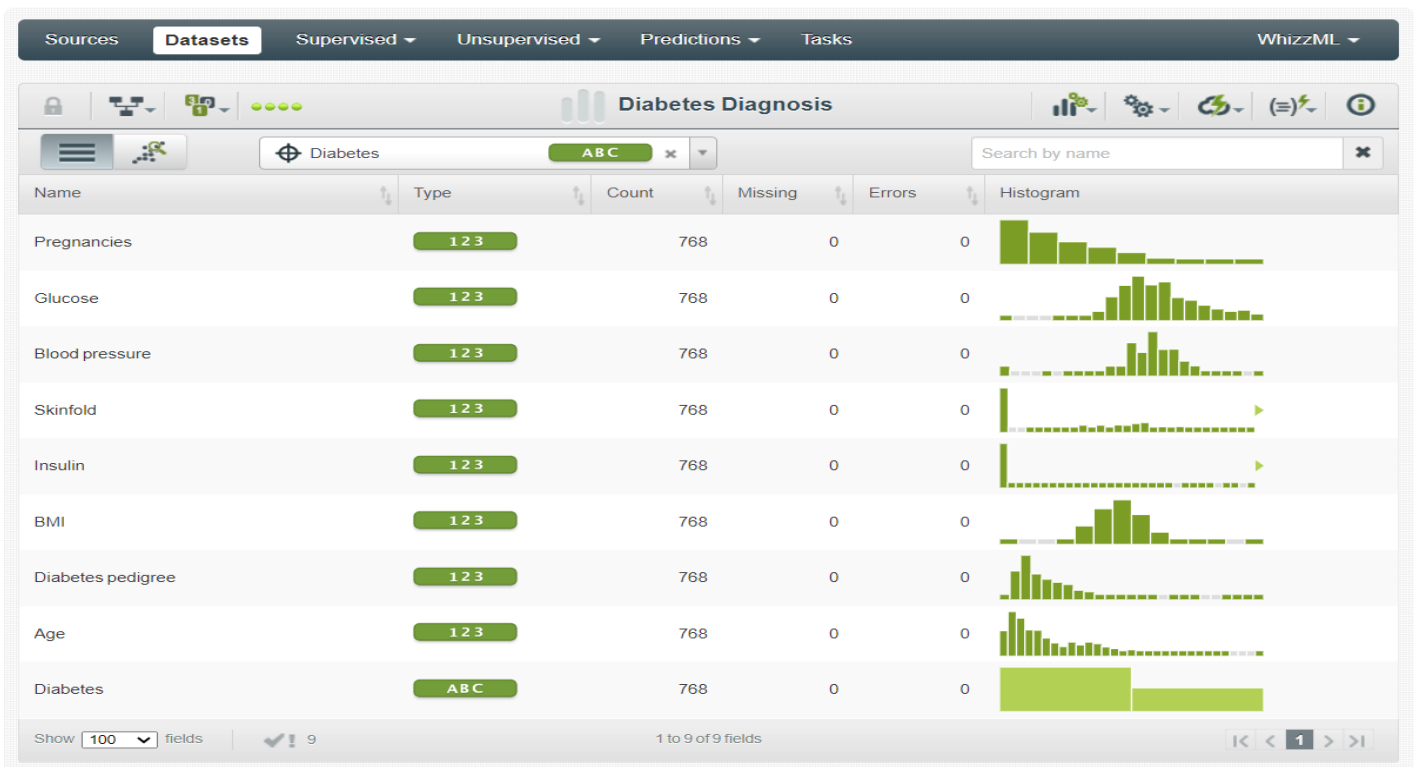 Sources Datasets Supervised Unsupervised Predictions Tasks WhizzML
Diabetes Diagnosis
Diabetes ABC Search by name
Name Type Count Missing Errors Histogram
Pregnancies 123 768 0 0
Glucose 123 768 0 0
Blood pressure 123 768 0 0
Skinfold 123 768 0 0
Insulin 123 768 0 0
BMI 123 768 0 0
Diabetes pedigree 123 768 0 0
Age 123 768 0 0
Diabetes ABC 768 0 0
Show 100 fields 9 1 to 9 of 9 fields 1